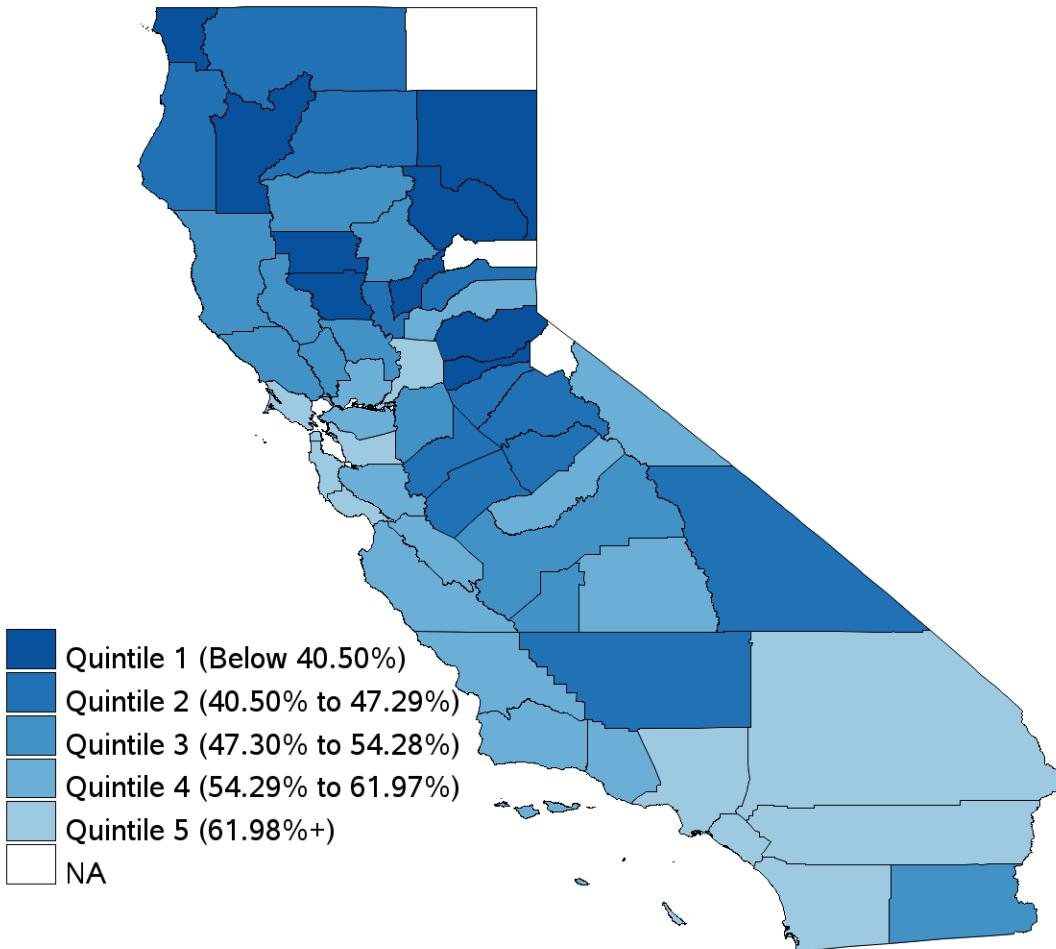 Quintile 1 (Below 40.50%)
Quintile 2 (40.50% to 47.29%)
Quintile 3 (47.30% to 54.28%)
Quintile 4 (54.29% to 61.97%)
Quintile 5 (61.98%+)
NA